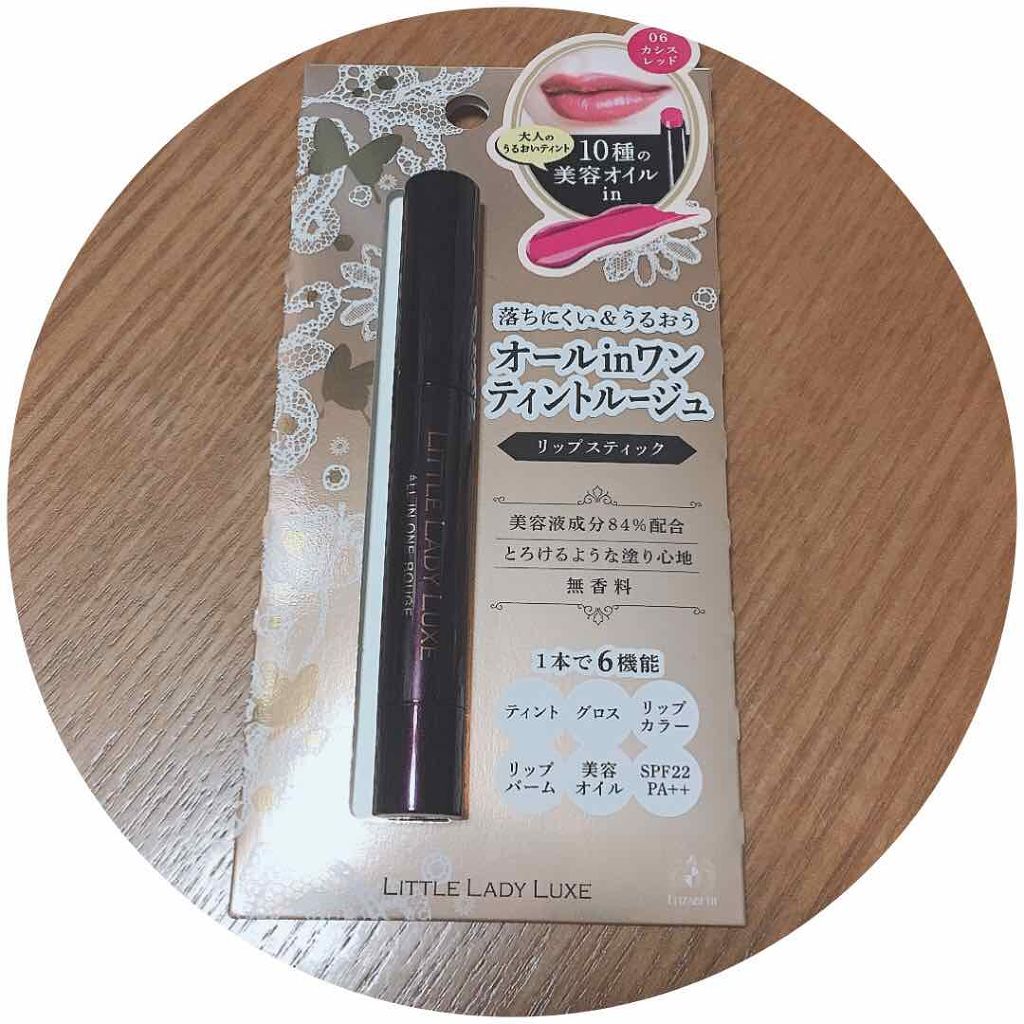 06
カシス
レッド
大人の
うるおいティント
10種の
美容オイル
in
落ちにくい&うるおう
オールinワン
ティントルージュ
リップスティック
美容液成分84%配合
とろけるような塗り心地
無香料
1本で6機能
ティント
グロス
リップ
カラー
リップ
バーム
美容
オイル
SPF22
PA++
LITTLE LADY LUXE
ALL IN ONE ROUGE
LITTLE LADY LUXE
ELIZABETH